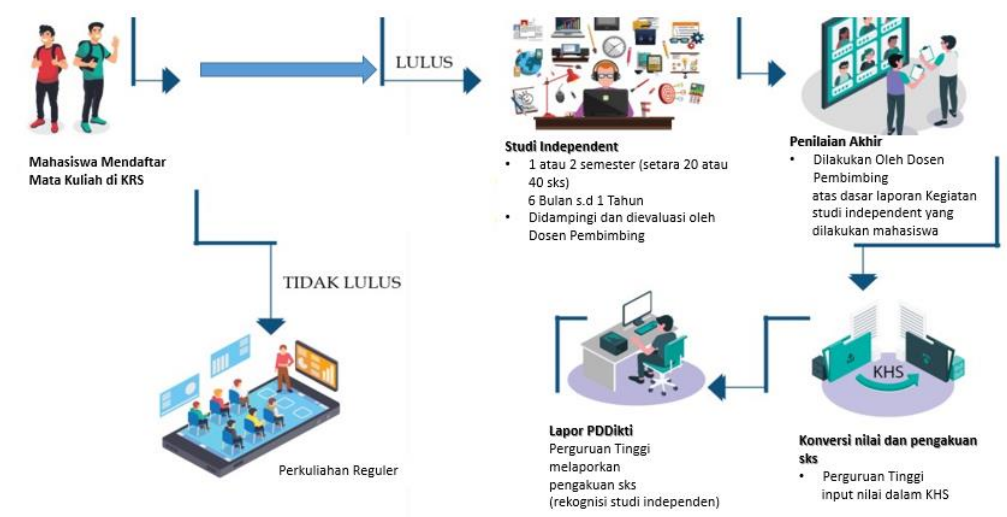 Mahasiswa Mendaftar
Mata Kuliah di KRS
LULUS
Studi Independent
• 1 atau 2 semester (setara 20 atau
40 sks)
6 Bulan s.d 1 Tahun
• Didampingi dan dievaluasi oleh
Dosen Pembimbing
Penilaian Akhir
• Dilakukan Oleh Dosen
Pembimbing
atas dasar laporan Kegiatan
studi independent yang
dilakukan mahasiswa
TIDAK LULUS
Perkuliahan Reguler
KHS
Konversi nilai dan pengakuan
sks
• Perguruan Tinggi
input nilai dalam KHS
Lapor PDDikti
Perguruan Tinggi
melaporkan
pengakuan sks
(rekognisi studi independen)